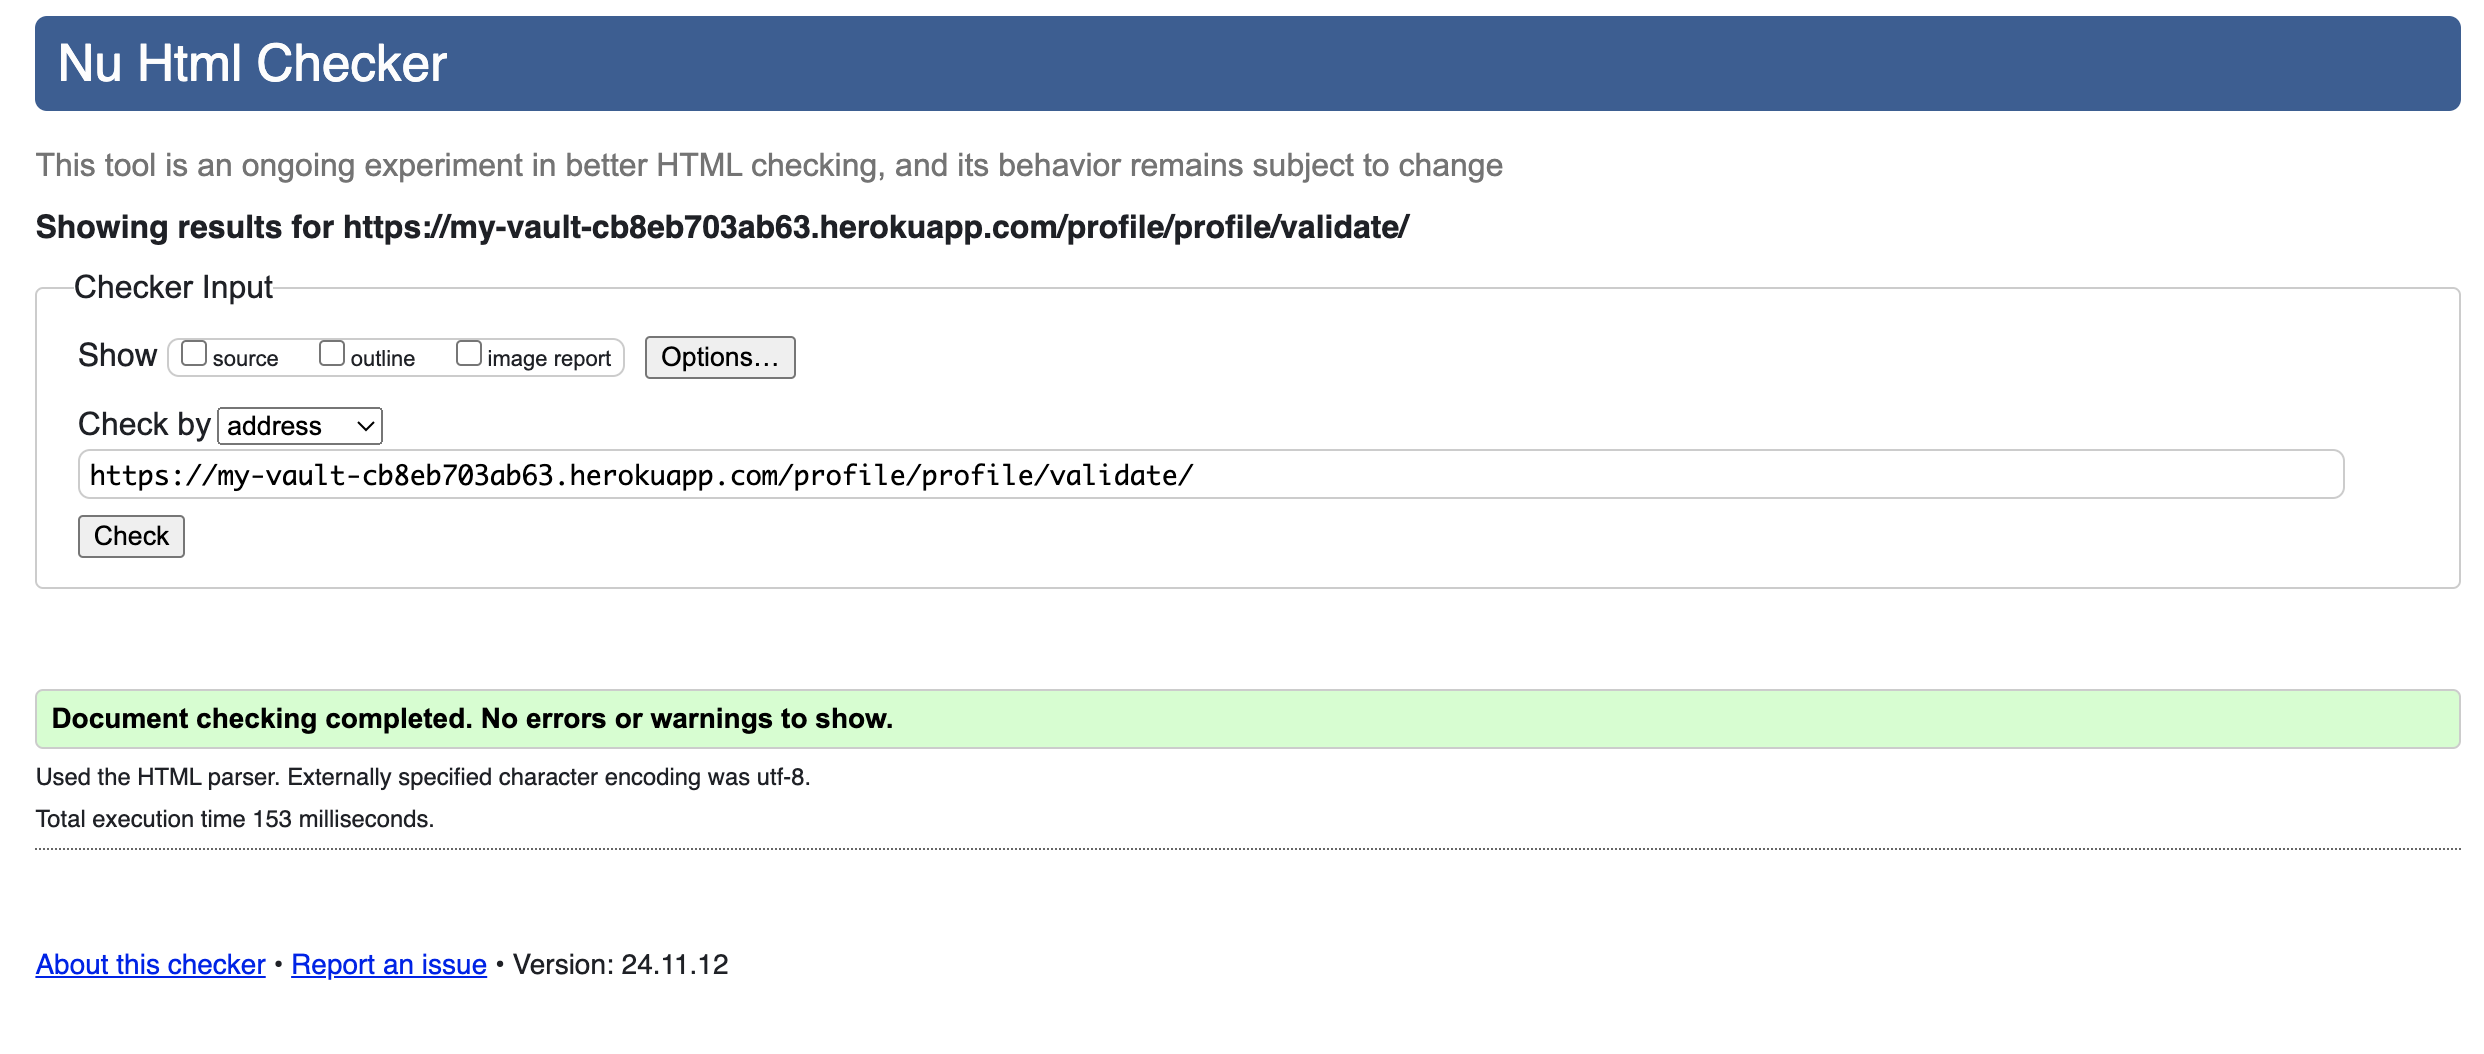 Nu Html Checker
This tool is an ongoing experiment in better HTML checking, and its behavior remains subject to change
Showing results for https://my-vault-cb8eb703ab63.herokuapp.com/profile/profile/validate/
Checker Input
Show source outline image report Options...
Check by address
https://my-vault-cb8eb703ab63.herokuapp.com/profile/profile/validate/
Check
Document checking completed. No errors or warnings to show.
Used the HTML parser. Externally specified character encoding was utf-8.
Total execution time 153 milliseconds.
About this checker • Report an issue • Version: 24.11.12